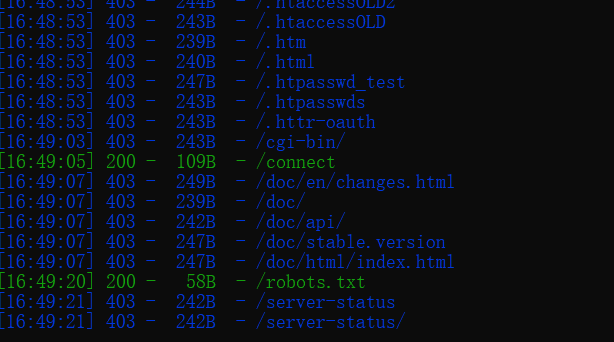 [16:48:53] 403 - 244B - /.htaccessOLD2
[16:48:53] 403 - 243B - /.htaccessOLD
[16:48:53] 403 - 239B - /.htm
[16:48:53] 403 - 240B - /.html
[16:48:53] 403 - 247B - /.htpasswd_test
[16:48:53] 403 - 243B - /.htpasswds
[16:48:53] 403 - 244B - /.httr-oauth
[16:49:03] 403 - 243B - /cgi-bin/
[16:49:05] 200 - 109B - /connect
[16:49:07] 403 - 249B - /doc/en/changes.html
[16:49:07] 403 - 239B - /doc/
[16:49:07] 403 - 242B - /doc/api/
[16:49:07] 403 - 247B - /doc/stable.version
[16:49:07] 403 - 247B - /doc/html/index.html
[16:49:20] 200 - 58B - /robots.txt
[16:49:21] 403 - 242B - /server-status
[16:49:21] 403 - 242B - /server-status/